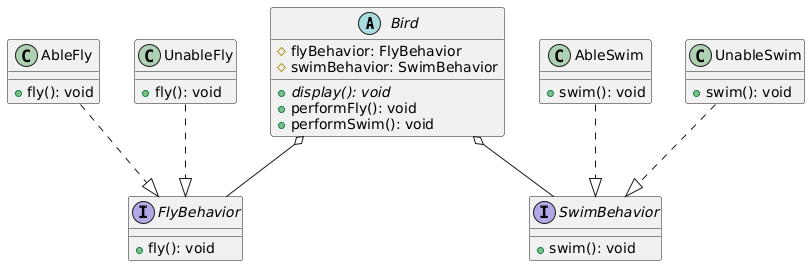 A Bird
flyBehavior: FlyBehavior
swimBehavior: SwimBehavior
display(): void
performFly(): void
performSwim(): void
C AbleFly
fly(): void
C UnableFly
fly(): void
C AbleSwim
swim(): void
C UnableSwim
swim(): void
I FlyBehavior
fly(): void
I SwimBehavior
swim(): void